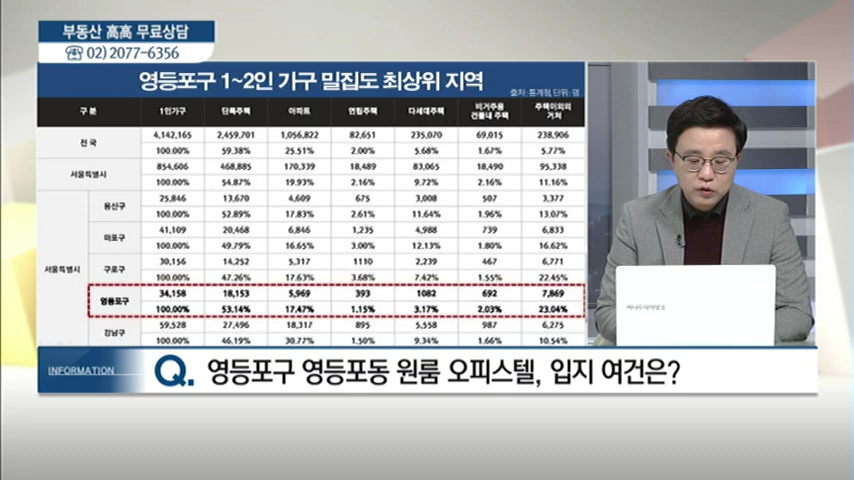 부동산 高高 무료상담
☎ 02) 2077-6356
영등포구 1~2인 가구 밀집도 최상위 지역
출처: 통계청, 단위: 명
구 분 1인가구 단독주택 아파트 연립주택 다세대주택 비거주용 건물내 주택 주택이외의 거처
전 국 4,142,165 2,459,701 1,056,822 82,651 235,070 69,015 238,906
100.00% 59.38% 25.51% 2.00% 5.68% 1.67% 5.77%
서울특별시 854,606 468,885 170,339 18,489 83,065 18,490 95,338
100.00% 54.87% 19.93% 2.16% 9.72% 2.16% 11.16%
서울특별시
용산구 25,846 13,670 4,609 675 3,008 507 3,377
100.00% 52.89% 17.83% 2.61% 11.64% 1.96% 13.07%
마포구 41,109 20,468 6,846 1,235 4,988 739 6,833
100.00% 49.79% 16.65% 3.00% 12.13% 1.80% 16.62%
구로구 30,156 14,252 5,317 1110 2,239 467 6,771
100.00% 47.26% 17.63% 3.68% 7.42% 1.55% 22.45%
영등포구 34,158 18,153 5,969 393 1082 692 7,869
100.00% 53.14% 17.47% 1.15% 3.17% 2.03% 23.04%
강남구 59,528 27,496 18,317 895 5,558 987 6,275
100.00% 46.19% 30.77% 1.50% 9.34% 1.66% 10.54%
INFORMATION
Q. 영등포구 영등포동 원룸 오피스텔, 입지 여건은?